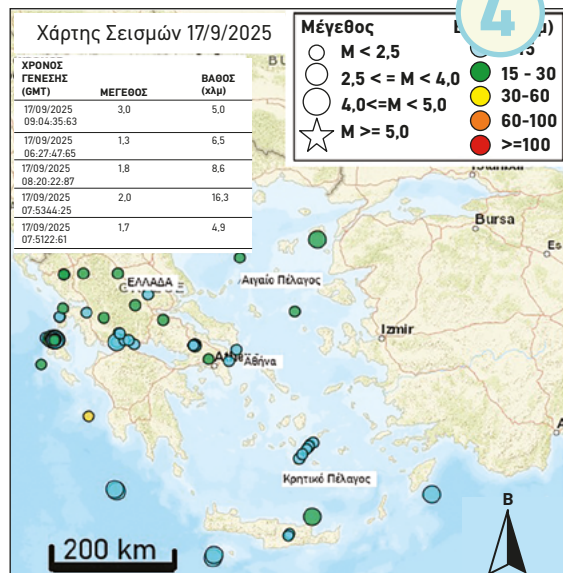 Χάρτης Σεισμών 17/9/2025
ΧΡΟΝΟΣ
ΓΕΝΕΣΗΣ
(GMT) ΜΕΓΕΘΟΣ ΒΑΘΟΣ
(χλμ)
17/09/2025
09:04:35:63 3,0 5,0
17/09/2025
06:27:47:65 1,3 6,5
17/09/2025
08:20:22:87 1,8 8,6
17/09/2025
07:5344:25 2,0 16,3
17/09/2025
07:5122:61 1,7 4,9
Μέγεθος
M < 2,5
2,5 < = M < 4,0
4,0<=M < 5,0
M >= 5,0
4
15 - 30
30-60
60-100
>=100
Bursa
ΕΛΛΑΔΑ
Αιγαίο Πέλαγος
Izmir
Αθήνα
Κρητικό Πέλαγος
200 km
Β